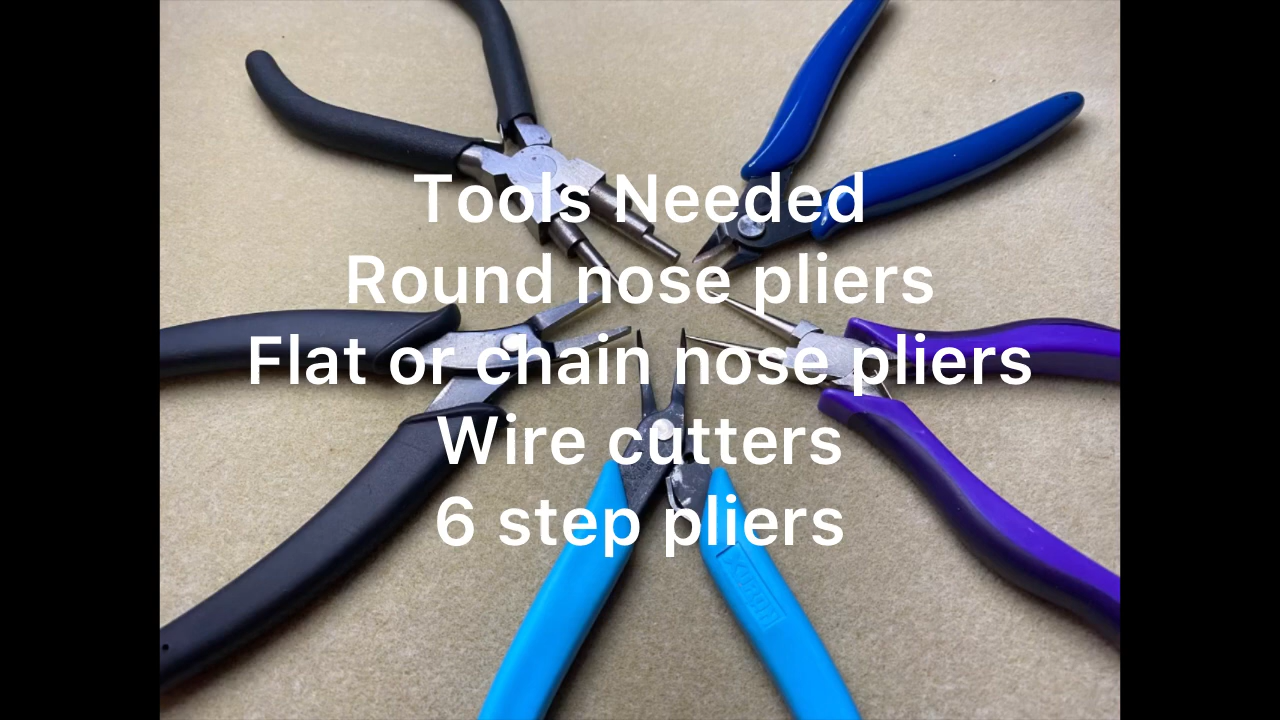 Tools Needed
Round nose pliers
Flat or chain nose pliers
Wire cutters
6 step pliers